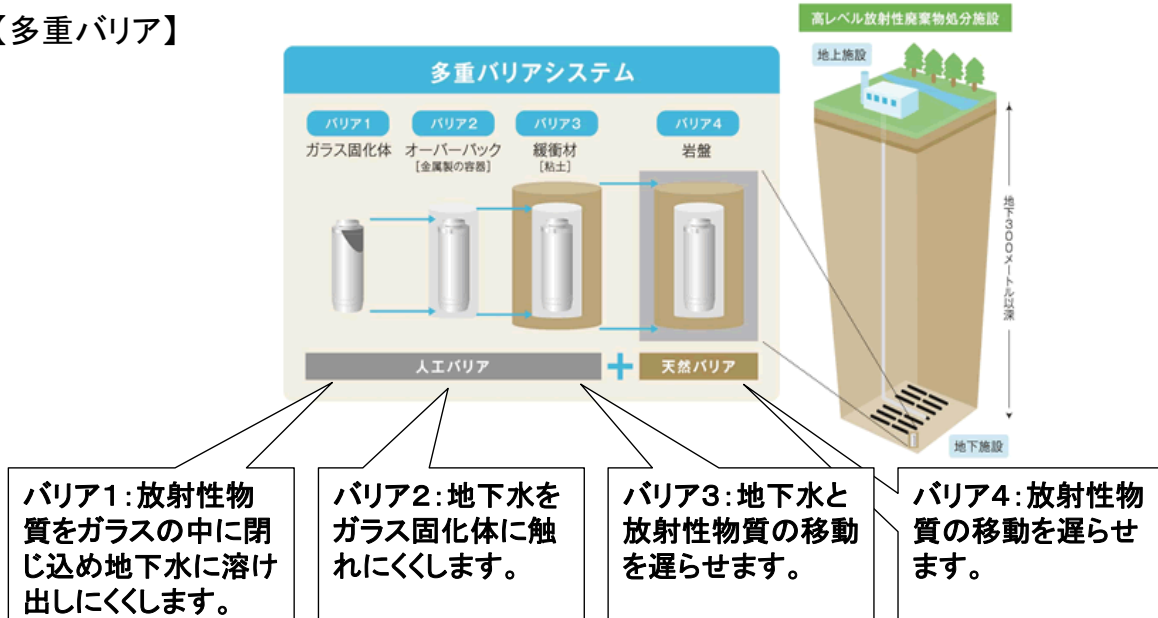 【多重バリア】
高レベル放射性廃棄物処分施設
地上施設
多重バリアシステム
バリア1
バリア2
バリア3
バリア4
ガラス固化体
オーバーパック
[金属製の容器]
緩衝材
[粘土]
岩盤
地下300メートル以深
人工バリア
+
天然バリア
地下施設
バリア1:放射性物
質をガラスの中に閉
じ込め地下水に溶け
出しにくくします。
バリア2:地下水を
ガラス固化体に触
れにくくします。
バリア3:地下水と
放射性物質の移動
を遅らせます。
バリア4:放射性物
質の移動を遅らせ
ます。